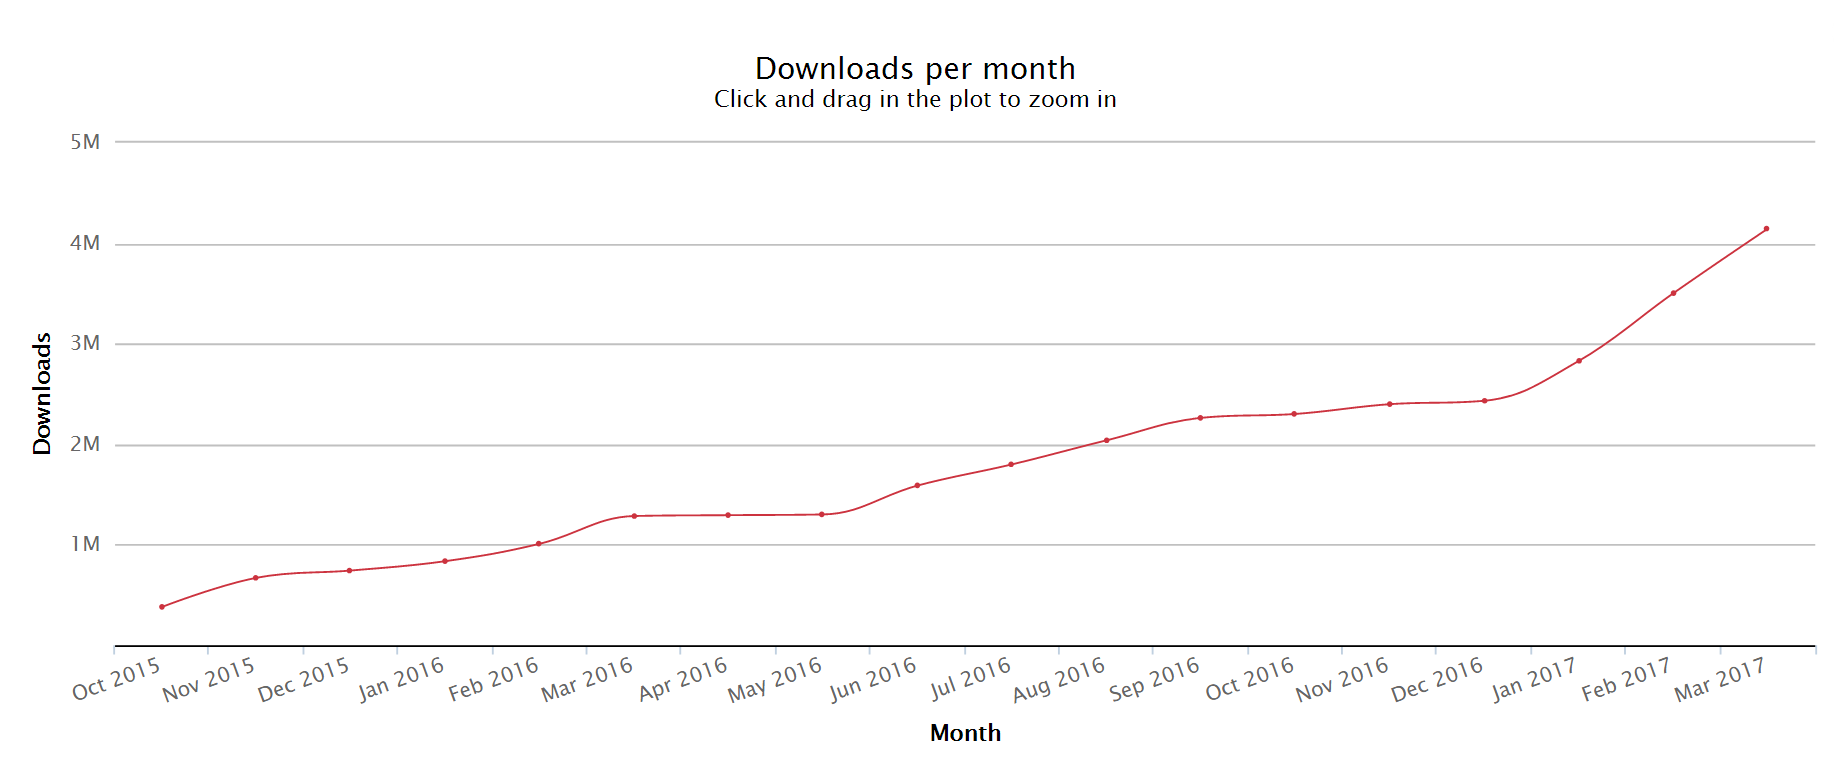 Downloads per month
Click and drag in the plot to zoom in
5M
4M
3M
2M
1M
Downloads
Oct 2015
Nov 2015
Dec 2015
Jan 2016
Feb 2016
Mar 2016
Apr 2016
May 2016
Jun 2016
Jul 2016
Aug 2016
Sep 2016
Oct 2016
Nov 2016
Dec 2016
Jan 2017
Feb 2017
Mar 2017
Month